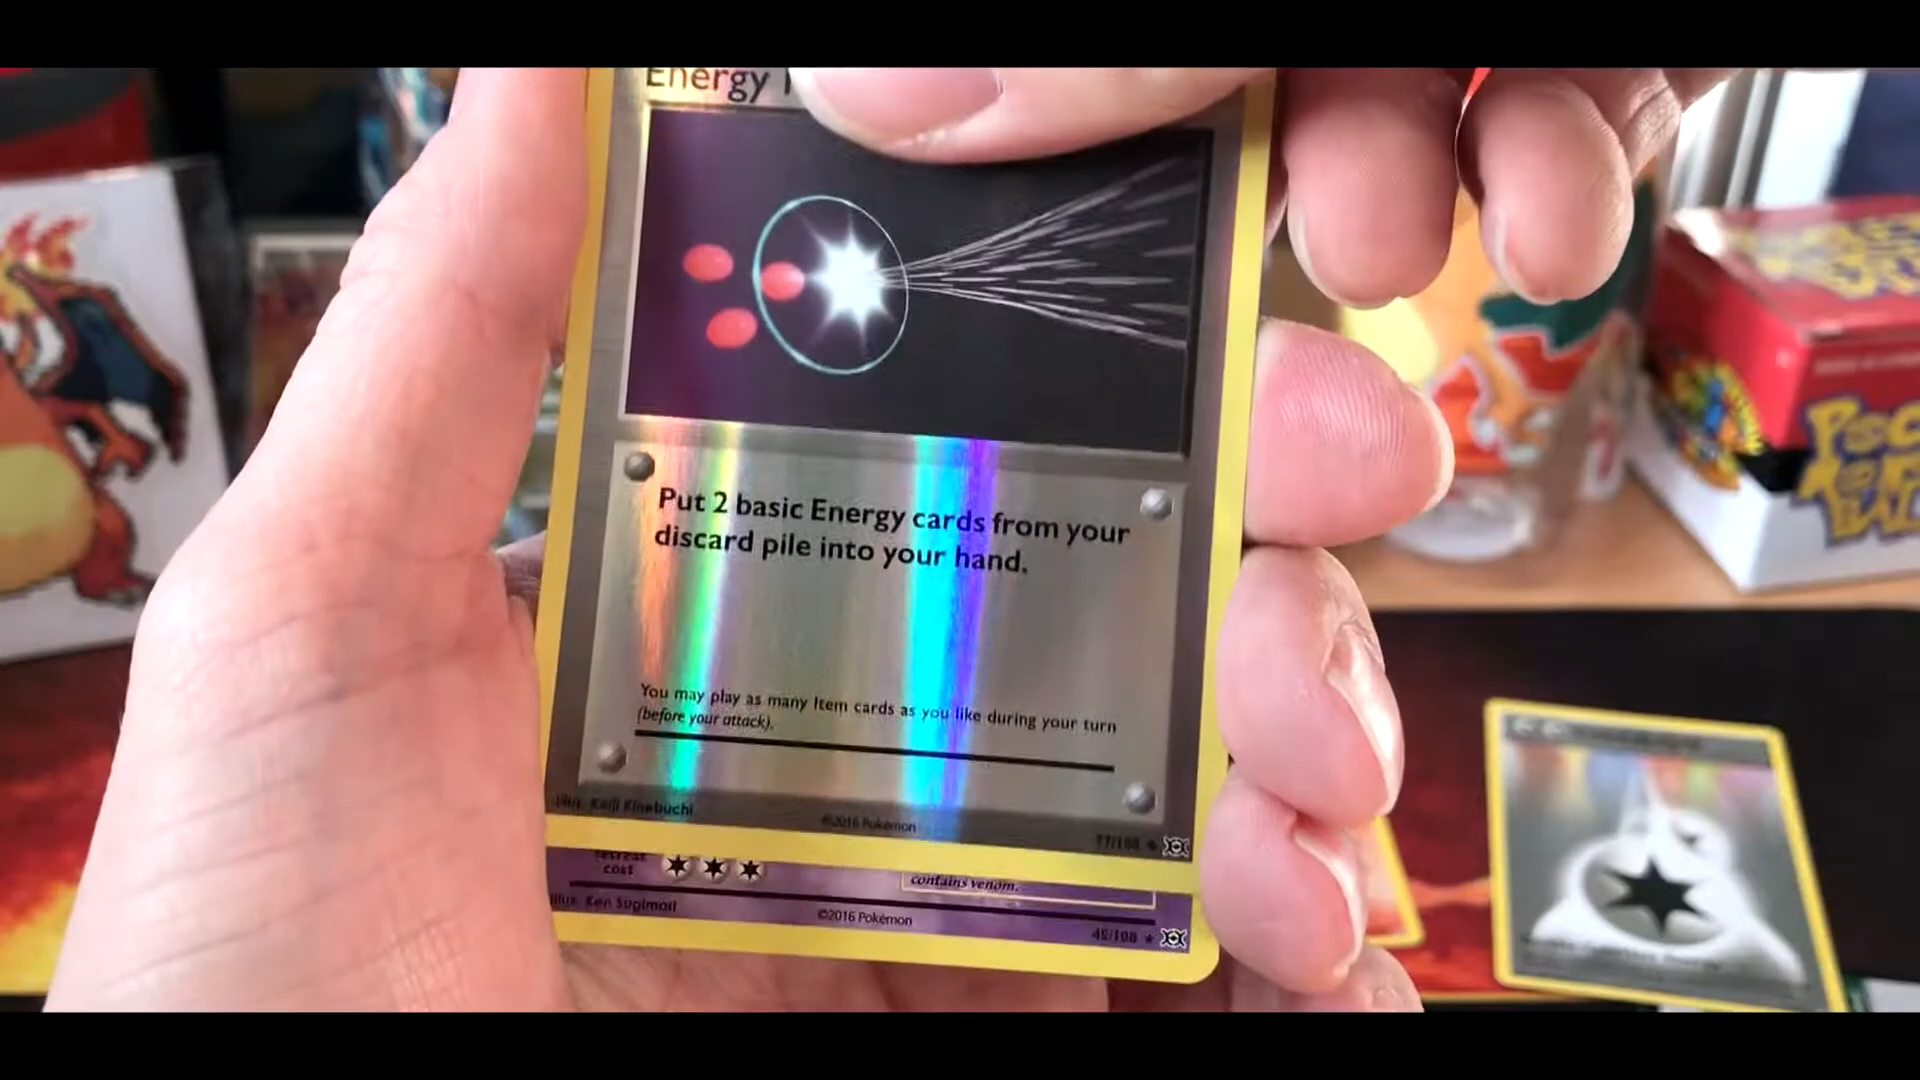 Energy
Put 2 basic Energy cards from your
discard pile into your hand.
You may play as many Item cards as you like during your turn
(before your attack).
Illus. Keiji Kinebuchi
©2016 Pokémon
77/108
retreat
cost
contains venom.
Illus. Ken Sugimori
©2016 Pokémon
45/108